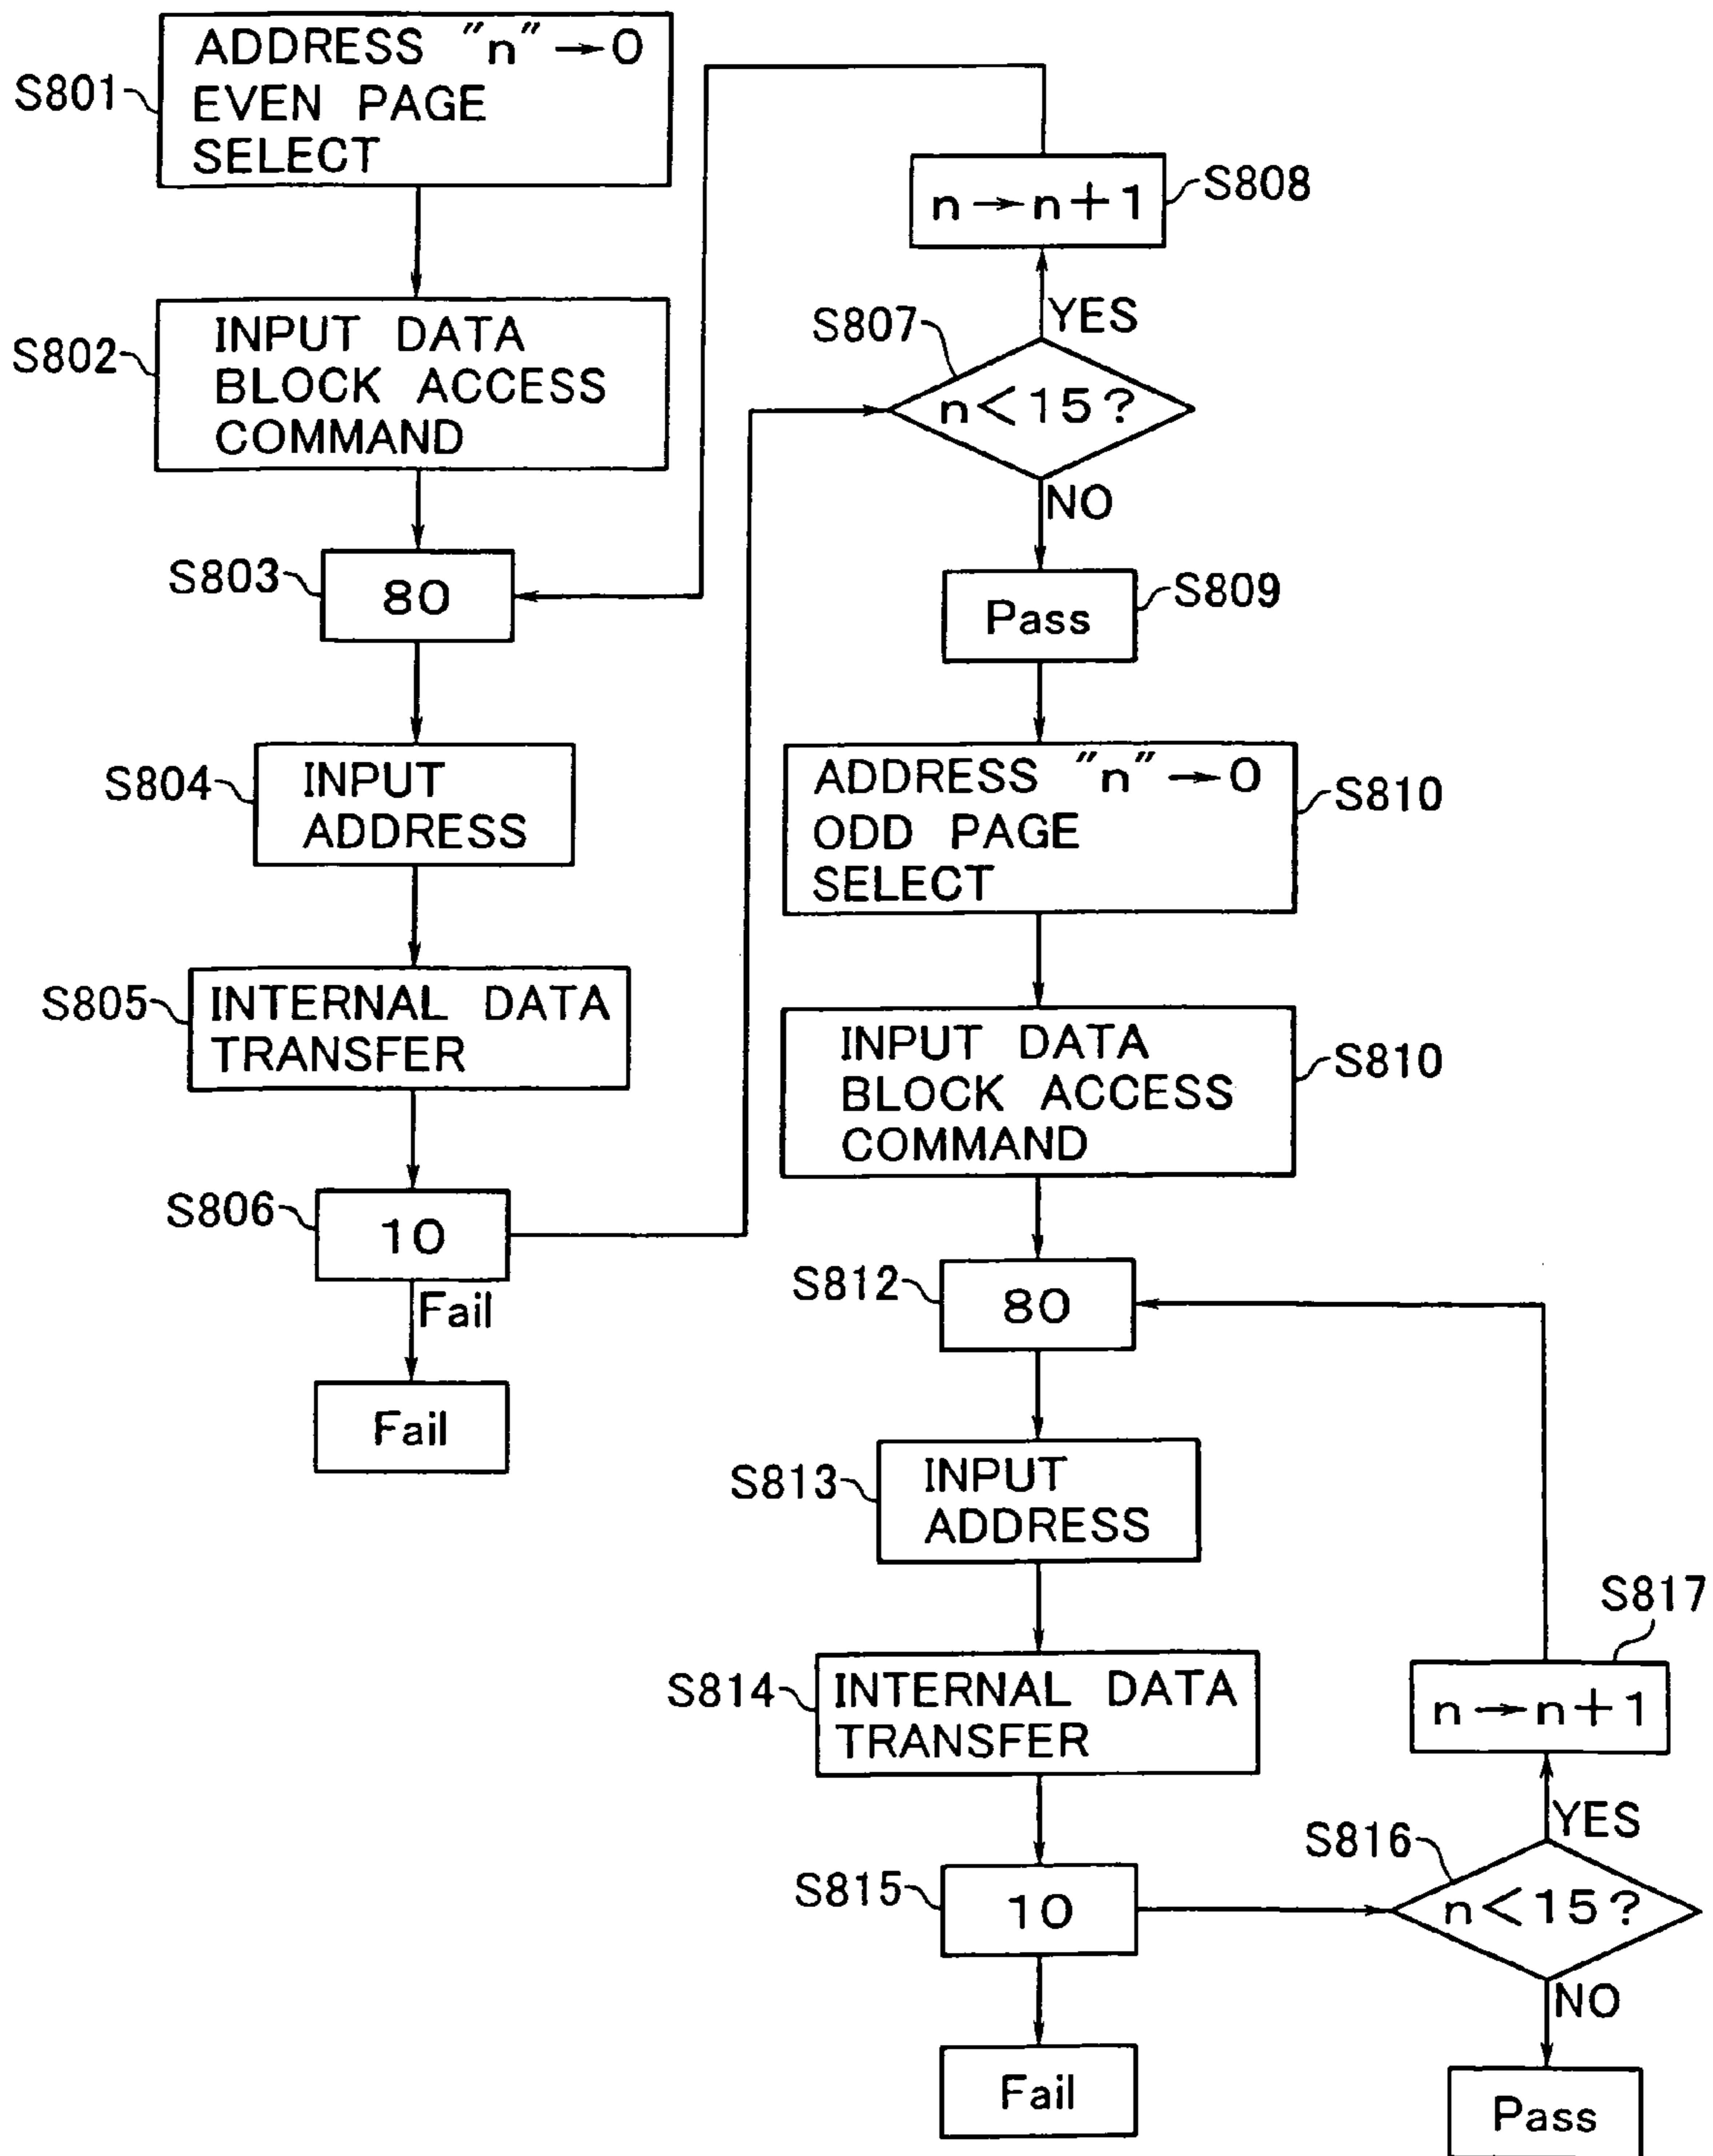 S801
ADDRESS "n" → 0
EVEN PAGE
SELECT
S802
INPUT DATA
BLOCK ACCESS
COMMAND
S803
80
S804
INPUT
ADDRESS
S805
INTERNAL DATA
TRANSFER
S806
10
Fail
Fail
S808
n → n+1
YES
S807
n<15?
NO
S809
Pass
ADDRESS "n" → 0
ODD PAGE
SELECT
S810
INPUT DATA
BLOCK ACCESS
COMMAND
S810
S812
80
S813
INPUT
ADDRESS
S814
INTERNAL DATA
TRANSFER
S815
10
Fail
S817
n → n+1
YES
S816
n<15?
NO
Pass